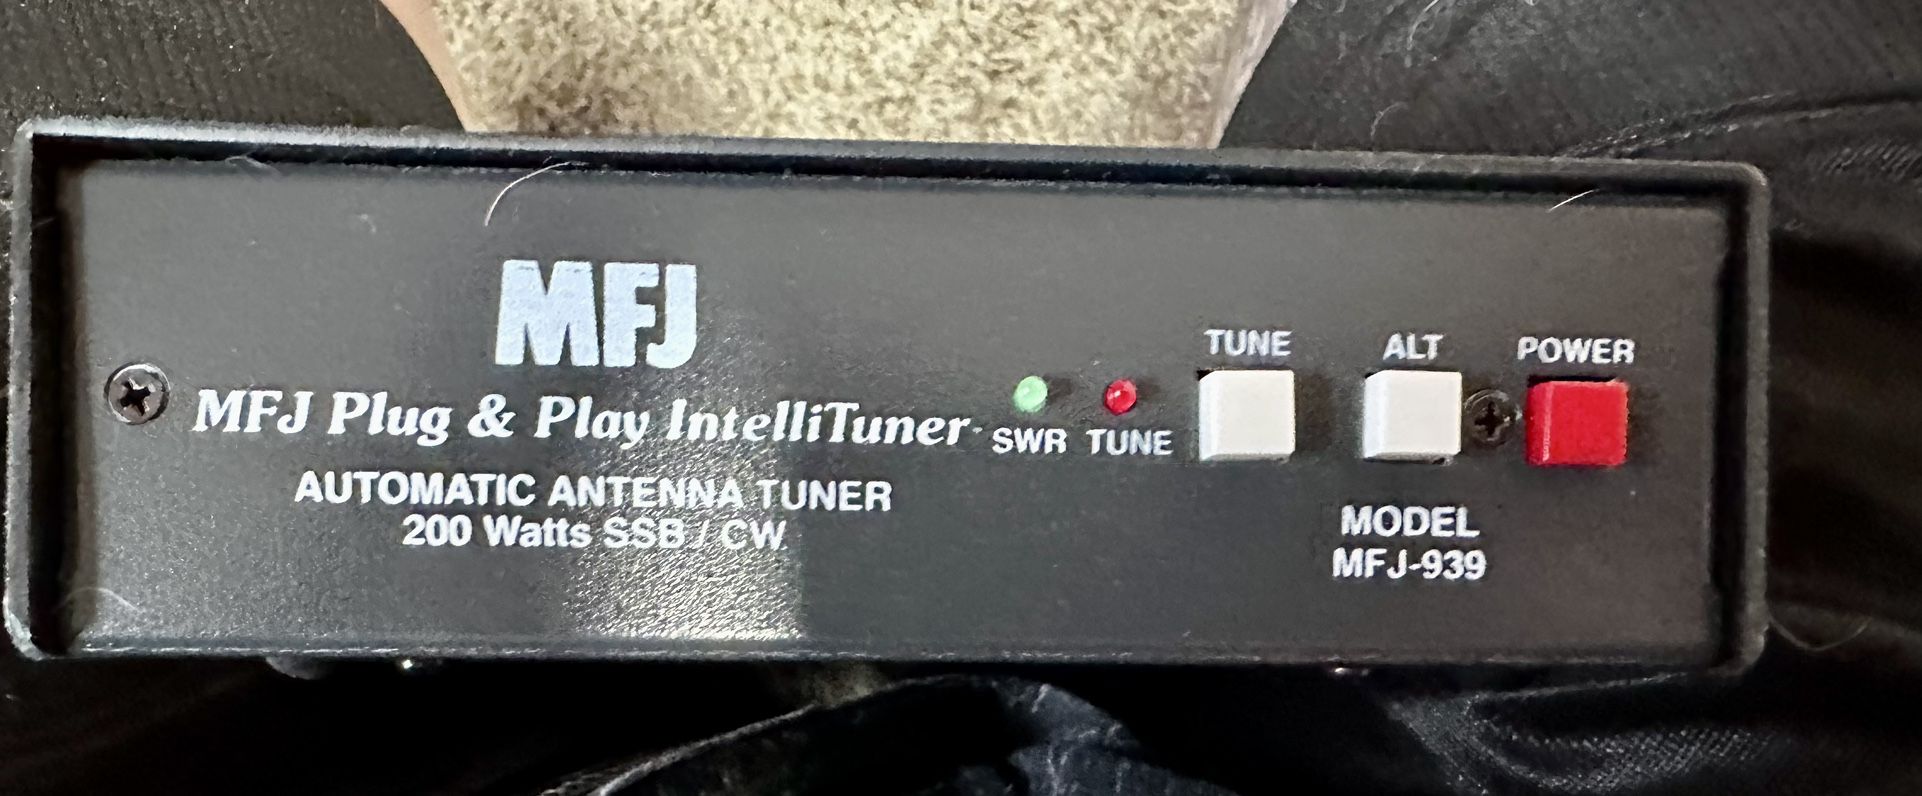 MFJ
MFJ Plug & Play IntelliTuner
AUTOMATIC ANTENNA TUNER
200 Watts SSB / CW
SWR TUNE
TUNE ALT POWER
MODEL
MFJ-939